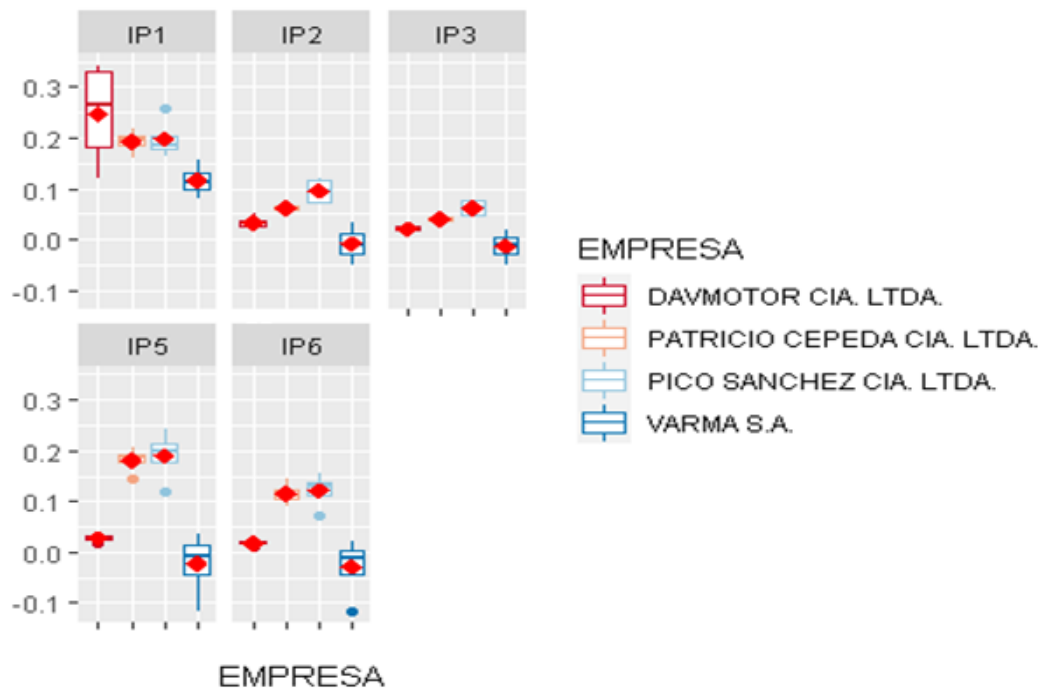 IP1 IP2 IP3
0.3
0.2
0.1
0.0
-0.1
IP5 IP6
0.3
0.2
0.1
0.0
-0.1
EMPRESA
EMPRESA
DAVMOTOR CIA. LTDA.
PATRICIO CEPEDA CIA. LTDA.
PICO SANCHEZ CIA. LTDA.
VARMA S.A.